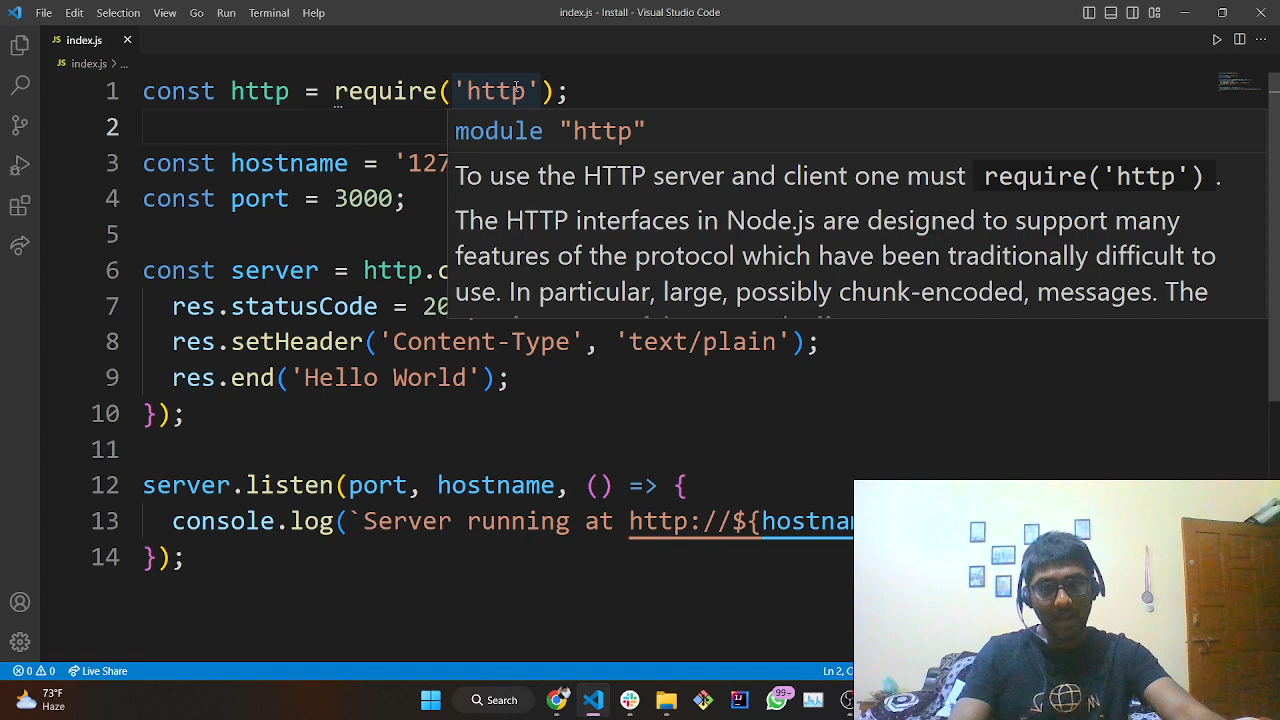 File Edit Selection View Go Run Terminal Help index.js - Install - Visual Studio Code
JS index.js
JS index.js > ...
1 const http = require('http');
2
module "http"
3 const hostname = '127
To use the HTTP server and client one must require('http') .
4 const port = 3000;
The HTTP interfaces in Node.js are designed to support many
5
features of the protocol which have been traditionally difficult to
6 const server = http.c
use. In particular, large, possibly chunk-encoded, messages. The
7 res.statusCode = 20
8 res.setHeader('Content-Type', 'text/plain');
9 res.end('Hello World');
10 });
11
12 server.listen(port, hostname, () => {
13 console.log(`Server running at http://${hostnam
14 });
0 0 Live Share Ln 2, C
73°F
Haze
Search
99+